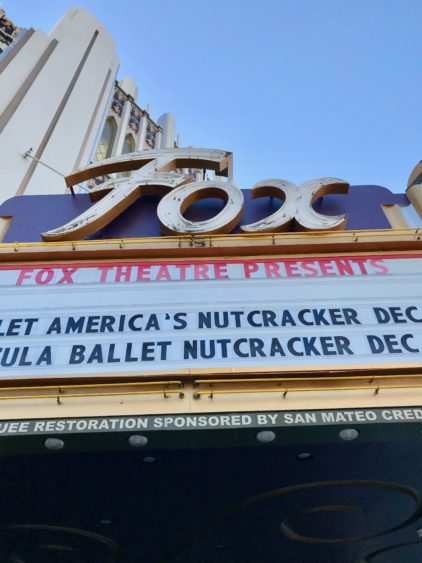 Fox
FOX THEATRE PRESENTS
LET AMERICA'S NUTCRACKER DEC
ULA BALLET NUTCRACKER DEC
UEE RESTORATION SPONSORED BY SAN MATEO CRED